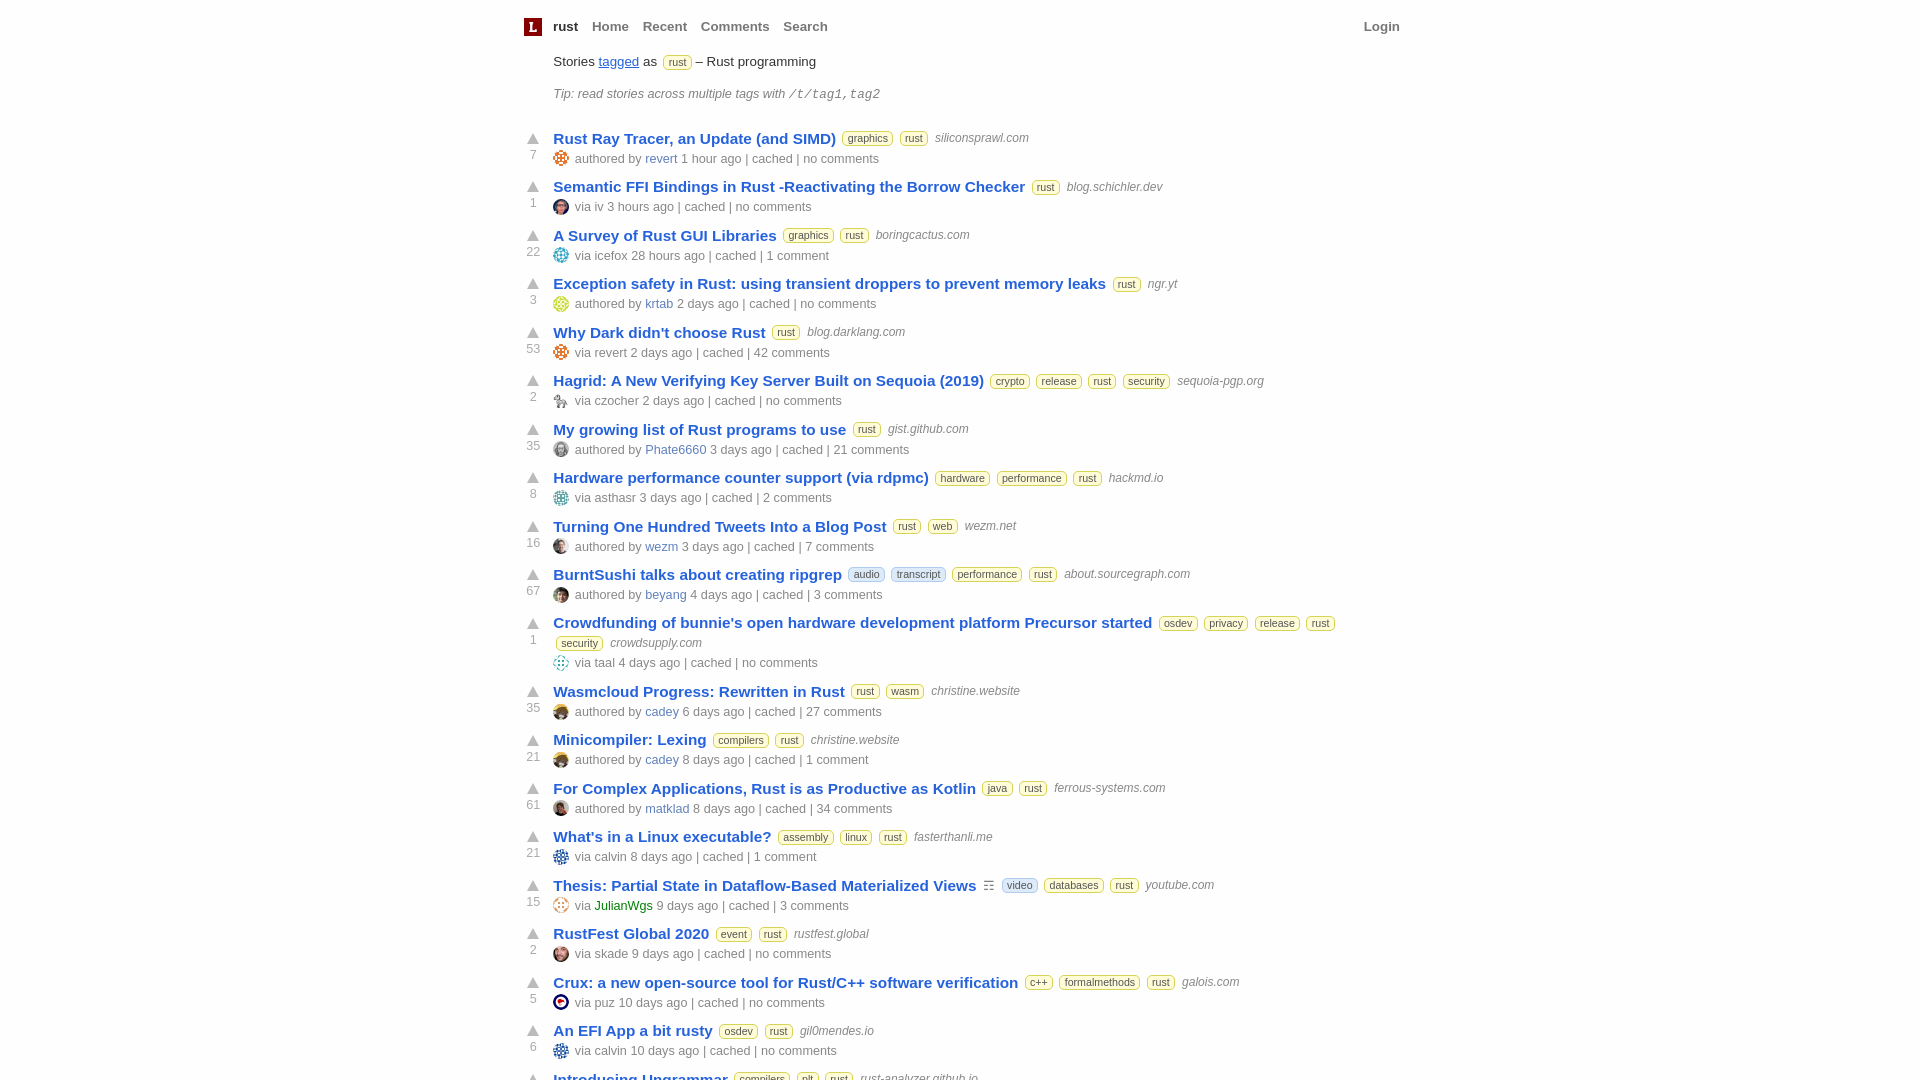 L rust Home Recent Comments Search Login
Stories tagged as rust – Rust programming
Tip: read stories across multiple tags with /t/tag1,tag2
Rust Ray Tracer, an Update (and SIMD) graphics rust siliconsprawl.com
7 authored by revert 1 hour ago | cached | no comments
Semantic FFI Bindings in Rust -Reactivating the Borrow Checker rust blog.schichler.dev
1 via iv 3 hours ago | cached | no comments
A Survey of Rust GUI Libraries graphics rust boringcactus.com
22 via icefox 28 hours ago | cached | 1 comment
Exception safety in Rust: using transient droppers to prevent memory leaks rust ngr.yt
3 authored by krtab 2 days ago | cached | no comments
Why Dark didn't choose Rust rust blog.darklang.com
53 via revert 2 days ago | cached | 42 comments
Hagrid: A New Verifying Key Server Built on Sequoia (2019) crypto release rust security sequoia-pgp.org
2 via czocher 2 days ago | cached | no comments
My growing list of Rust programs to use rust gist.github.com
35 authored by Phate6660 3 days ago | cached | 21 comments
Hardware performance counter support (via rdpmc) hardware performance rust hackmd.io
8 via asthasr 3 days ago | cached | 2 comments
Turning One Hundred Tweets Into a Blog Post rust web wezm.net
16 authored by wezm 3 days ago | cached | 7 comments
BurntSushi talks about creating ripgrep audio transcript performance rust about.sourcegraph.com
67 authored by beyang 4 days ago | cached | 3 comments
Crowdfunding of bunnie's open hardware development platform Precursor started osdev privacy release rust
1 security crowdsupply.com
via taal 4 days ago | cached | no comments
Wasmcloud Progress: Rewritten in Rust rust wasm christine.website
35 authored by cadey 6 days ago | cached | 27 comments
Minicompiler: Lexing compilers rust christine.website
21 authored by cadey 8 days ago | cached | 1 comment
For Complex Applications, Rust is as Productive as Kotlin java rust ferrous-systems.com
61 authored by matklad 8 days ago | cached | 34 comments
What's in a Linux executable? assembly linux rust fasterthanli.me
21 via calvin 8 days ago | cached | 1 comment
Thesis: Partial State in Dataflow-Based Materialized Views ☶ video databases rust youtube.com
15 via JulianWgs 9 days ago | cached | 3 comments
RustFest Global 2020 event rust rustfest.global
2 via skade 9 days ago | cached | no comments
Crux: a new open-source tool for Rust/C++ software verification c++ formalmethods rust galois.com
5 via puz 10 days ago | cached | no comments
An EFI App a bit rusty osdev rust gil0mendes.io
6 via calvin 10 days ago | cached | no comments
Introducing Ungrammar compilers plt rust rust-analyzer.github.io